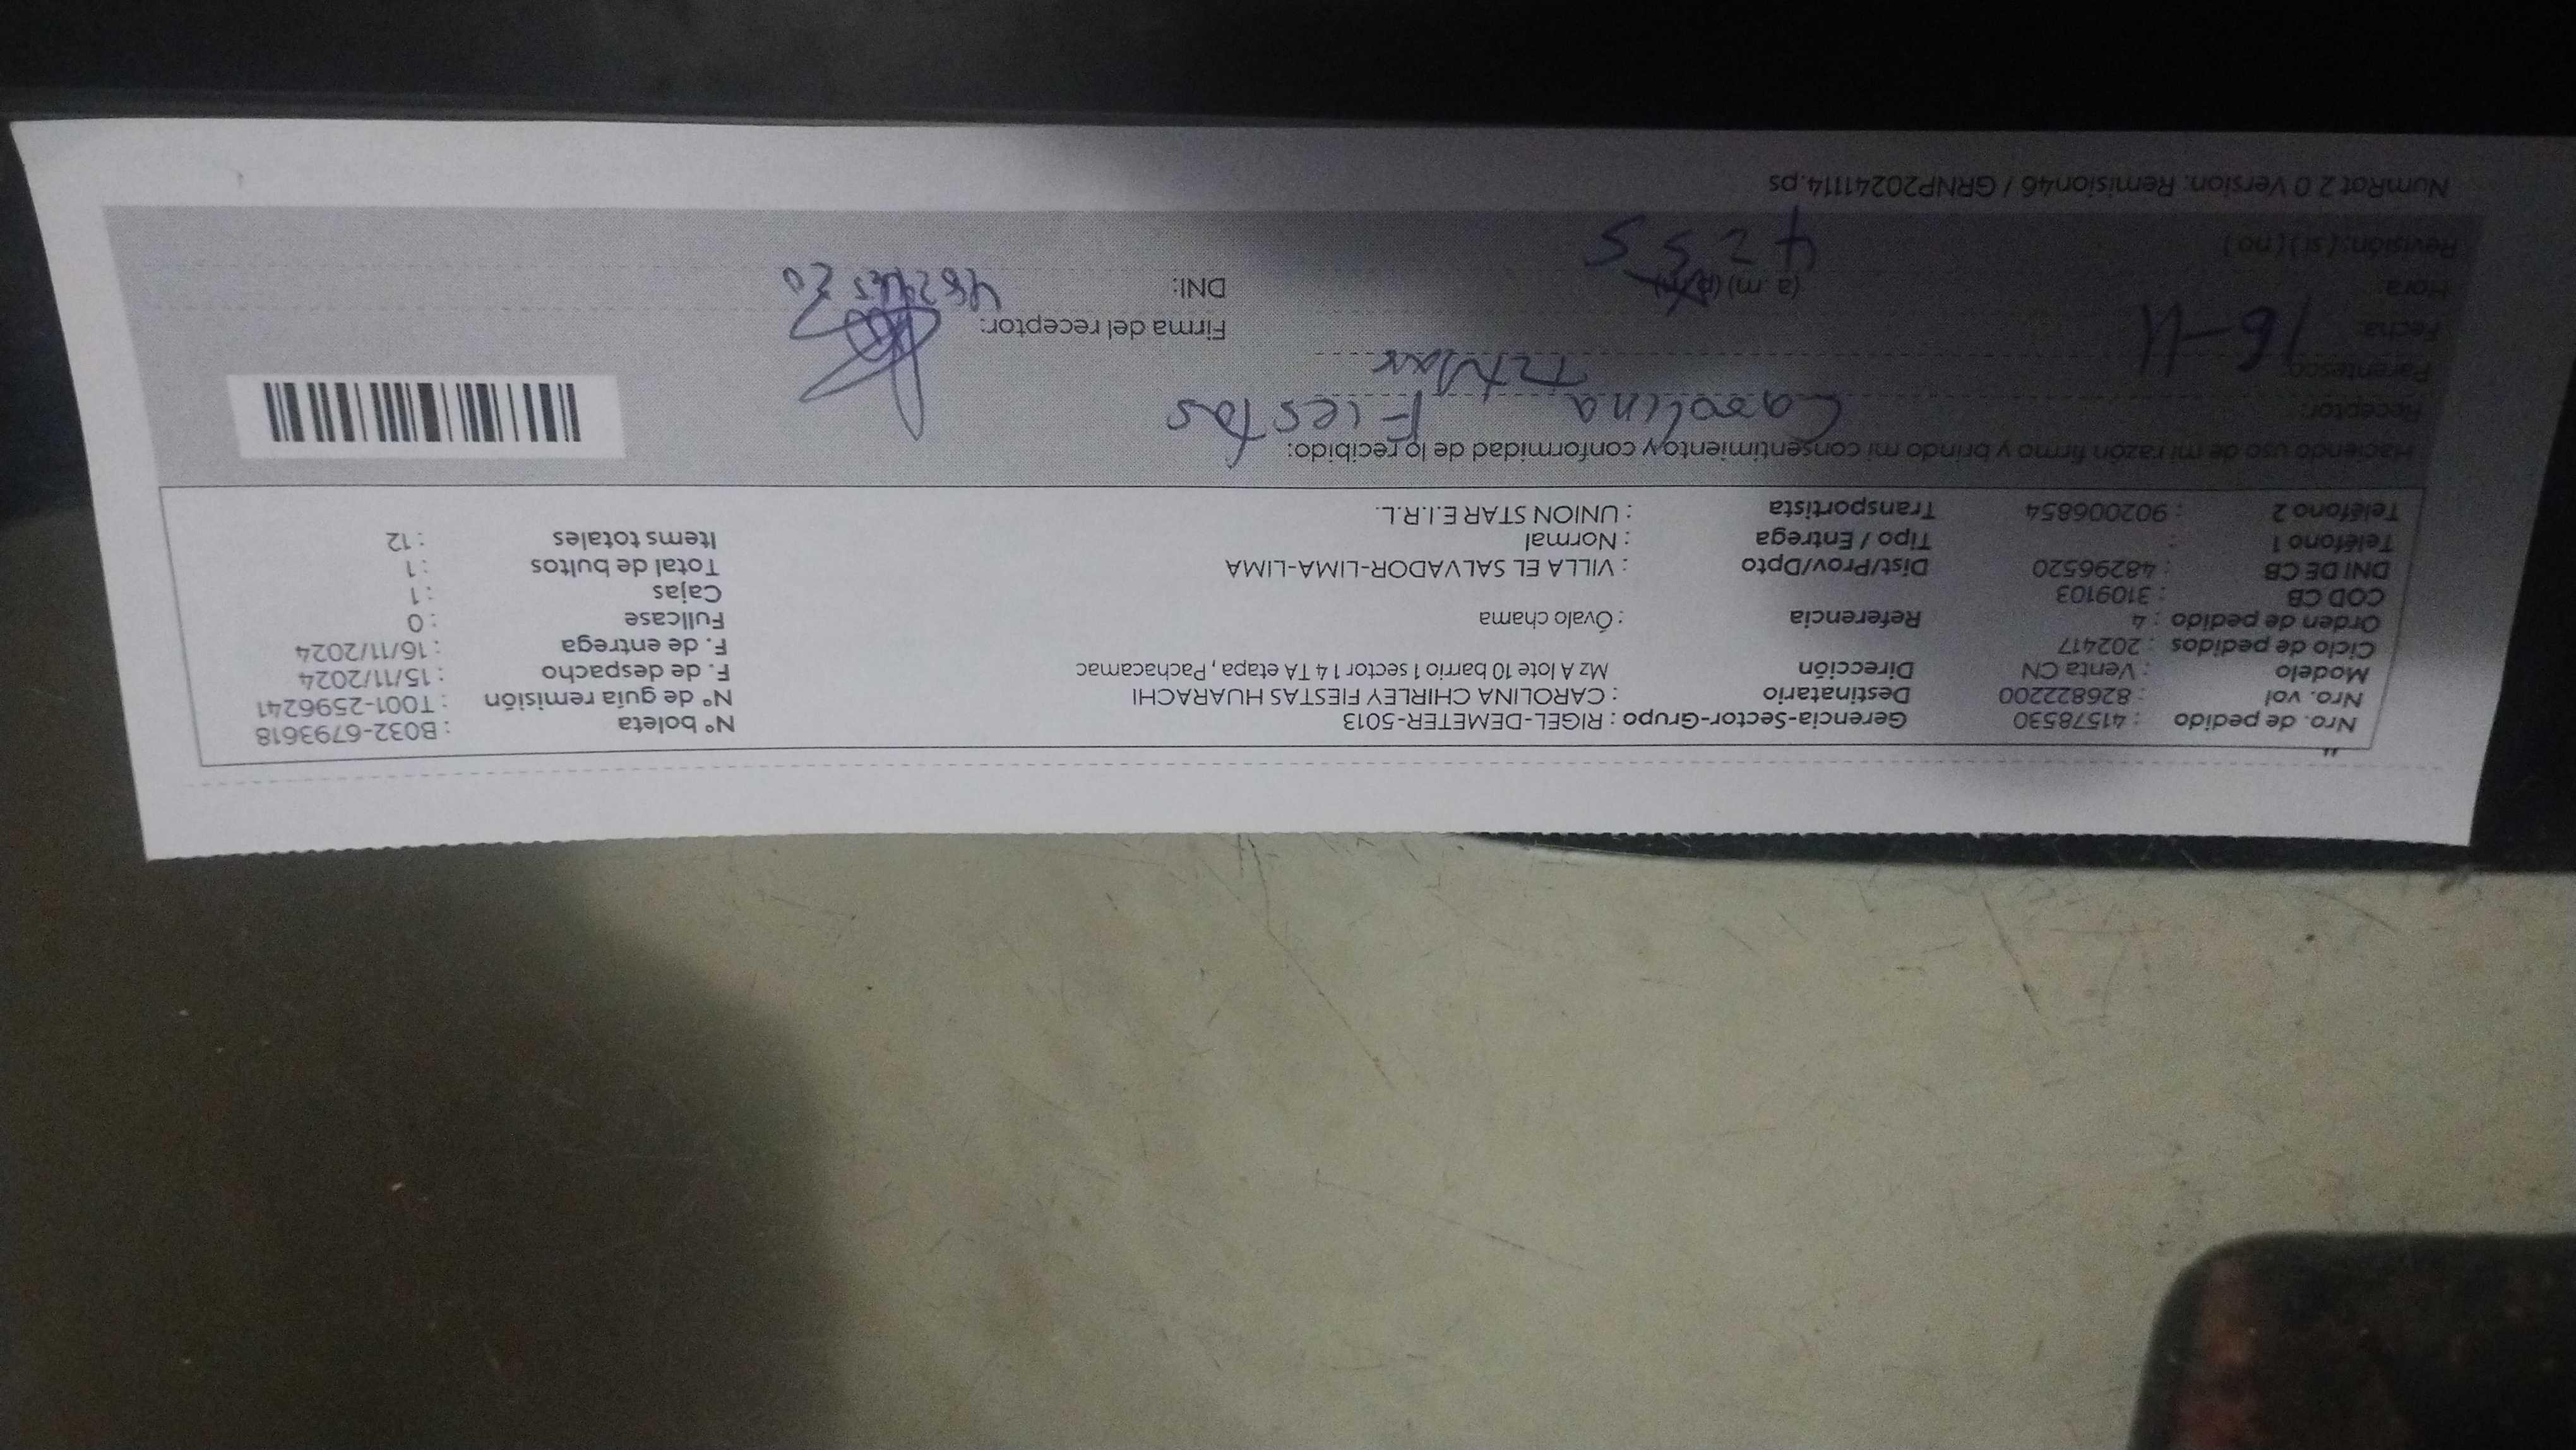 "
Nro. de pedido : 41578530 Gerencia-Sector-Grupo : RIGEL-DEMETER-5013 N° boleta : B032-6793618
Nro. vol : 826822200 Destinatario : CAROLINA CHIRLEY FIESTAS HUARACHI N° de guía remisión : T001-2596241
Modelo : Venta CN Dirección Mz A lote 10 barrio 1 sector 1 4 TA etapa , Pachacamac F. de despacho : 15/11/2024
Ciclo de pedidos : 202417 F. de entrega : 16/11/2024
Orden de pedido : 4 Referencia : Óvalo chama Fullcase : 0
COD CB : 3109103 Cajas : 1
DNI DE CB : 48296520 Dist/Prov/Dpto : VILLA EL SALVADOR-LIMA-LIMA Total de bultos : 1
Teléfono 1 : Tipo / Entrega : Normal Items totales : 12
Teléfono 2 : 902006854 Transportista : UNION STAR E.I.R.L.
Haciendo uso de mi razón firmo y brindo mi consentimiento y conformidad de lo recibido:
Receptor: Carolina Fiestas
Parentesco: Titular
Fecha: 16-11 Firma del receptor:
Hora: (a. m) (p. m) DNI: 48296520
Revisión: ( si ) ( no ) 4255
NumRot 2.0 Version: Remision46 / GRNP20241114.ps